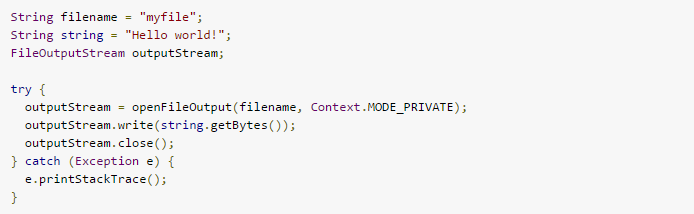 String filename = "myfile";
String string = "Hello world!";
FileOutputStream outputStream;

try {
  outputStream = openFileOutput(filename, Context.MODE_PRIVATE);
  outputStream.write(string.getBytes());
  outputStream.close();
} catch (Exception e) {
  e.printStackTrace();
}